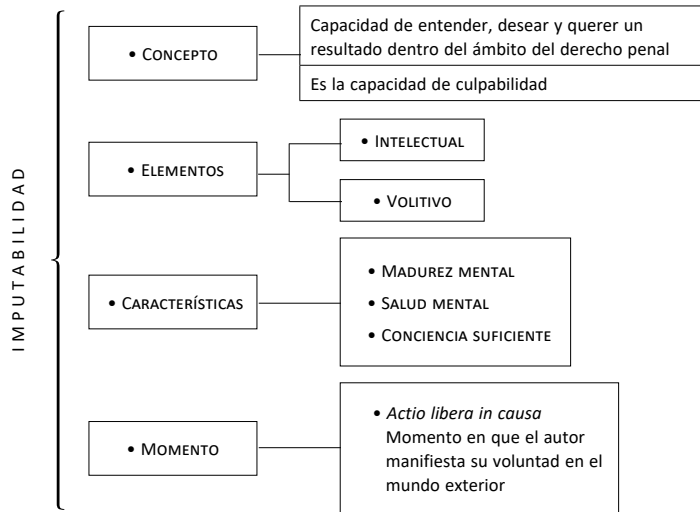 IMPUTABILIDAD
• CONCEPTO
Capacidad de entender, desear y querer un
resultado dentro del ámbito del derecho penal
Es la capacidad de culpabilidad
• ELEMENTOS
• INTELECTUAL
• VOLITIVO
• CARACTERÍSTICAS
• MADUREZ MENTAL
• SALUD MENTAL
• CONCIENCIA SUFICIENTE
• MOMENTO
• Actio libera in causa
Momento en que el autor
manifiesta su voluntad en el
mundo exterior